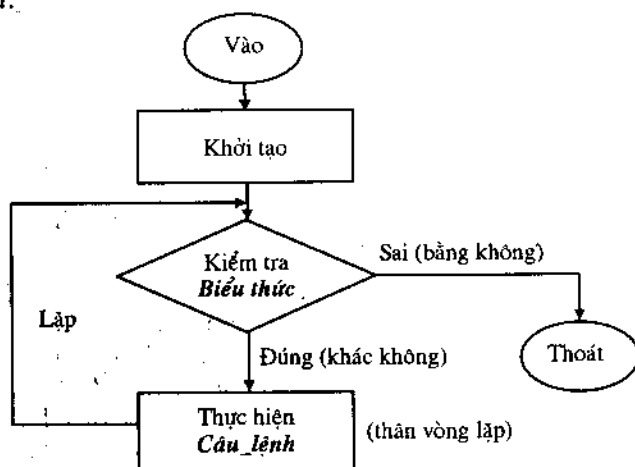 Vào
Khởi tạo
Kiểm tra
Biểu thức
Sai (bằng không)
Lặp
Đúng (khác không)
Thoát
Thực hiện
Câu_lệnh
(thân vòng lặp)